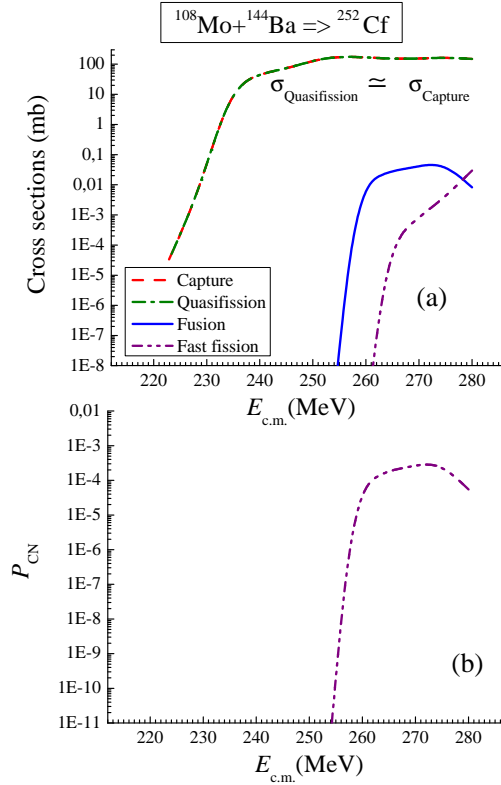 ¹⁰⁸Mo+¹⁴⁴Ba => ²⁵²Cf
Cross sections (mb)
100
10
1
0,1
0,01
1E-3
1E-4
1E-5
1E-6
1E-7
1E-8
σQuasifission ≃ σCapture
Capture
Quasifission
Fusion
Fast fission
(a)
220 230 240 250 260 270 280
E c.m.(MeV)
P CN
0,01
1E-3
1E-4
1E-5
1E-6
1E-7
1E-8
1E-9
1E-10
1E-11
(b)
220 230 240 250 260 270 280
E c.m.(MeV)